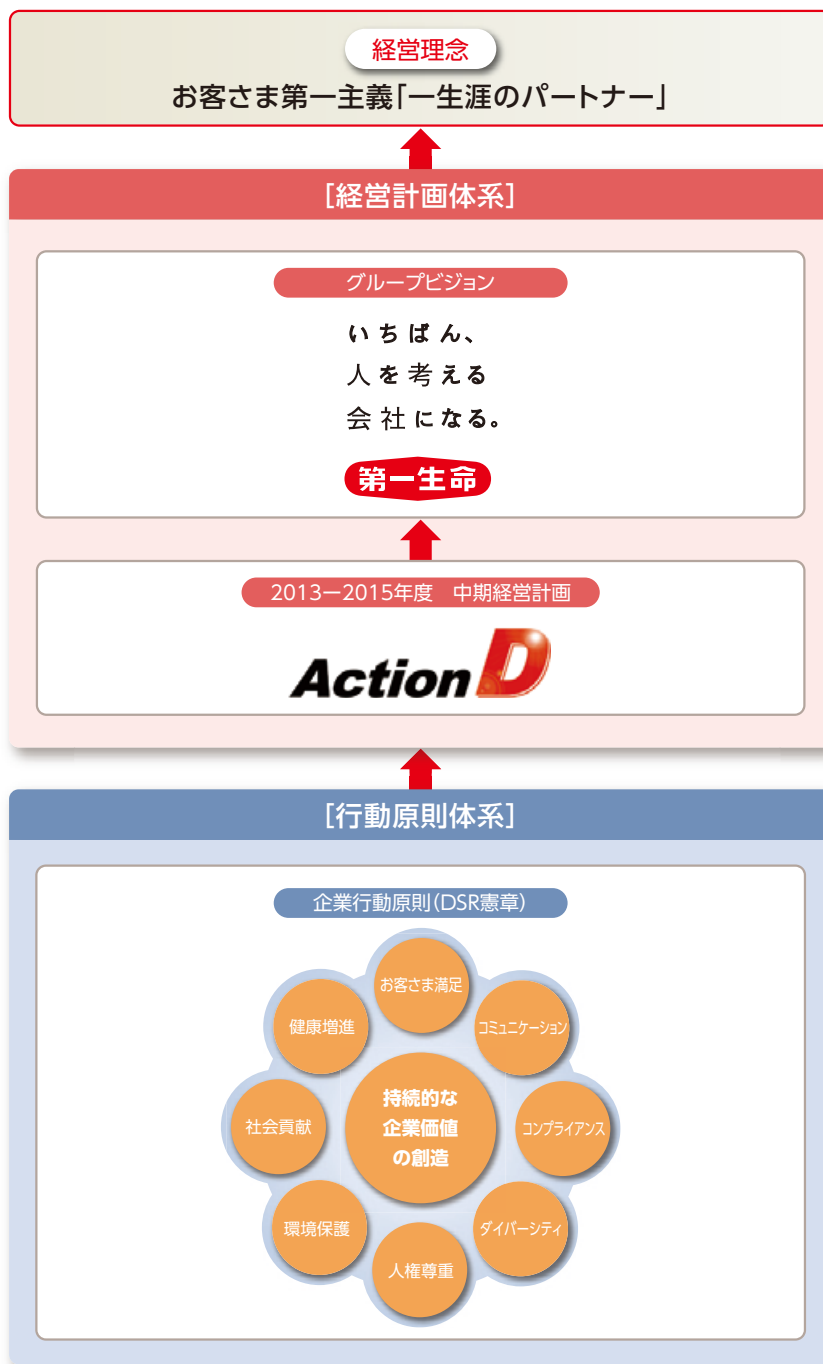 経営理念
お客さま第一主義「一生涯のパートナー」
[経営計画体系]
グループビジョン
いちばん、
人を考える
会社になる。
第一生命
2013ー2015年度　中期経営計画
Action D
[行動原則体系]
企業行動原則(DSR憲章)
お客さま満足
健康増進
コミュニケーション
持続的な
企業価値
の創造
社会貢献
コンプライアンス
環境保護
ダイバーシティ
人権尊重